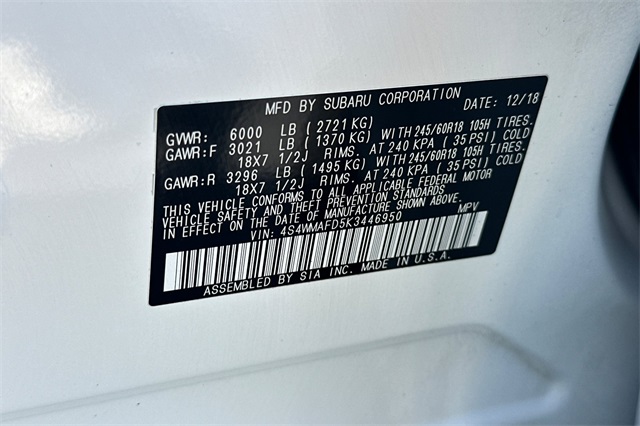 MFD BY SUBARU CORPORATION DATE: 12/18
GVWR: 6000 LB ( 2721 KG)
GAWR:F 3021 LB ( 1370 KG) WITH 245/60R18 105H TIRES.
18X7 1/2J RIMS. AT 240 KPA ( 35 PSI) COLD
GAWR:R 3296 LB ( 1495 KG) WITH 245/60R18 105H TIRES.
18X7 1/2J RIMS. AT 240 KPA ( 35 PSI) COLD
THIS VEHICLE CONFORMS TO ALL APPLICABLE FEDERAL MOTOR
VEHICLE SAFETY AND THEFT PREVENTION STANDARDS
IN EFFECT ON THE DATE OF MANUFACTURE SHOWN ABOVE.
VIN: 4S4WMAFD5K3446950 MPV
ASSEMBLED BY SIA INC. MADE IN U.S.A.